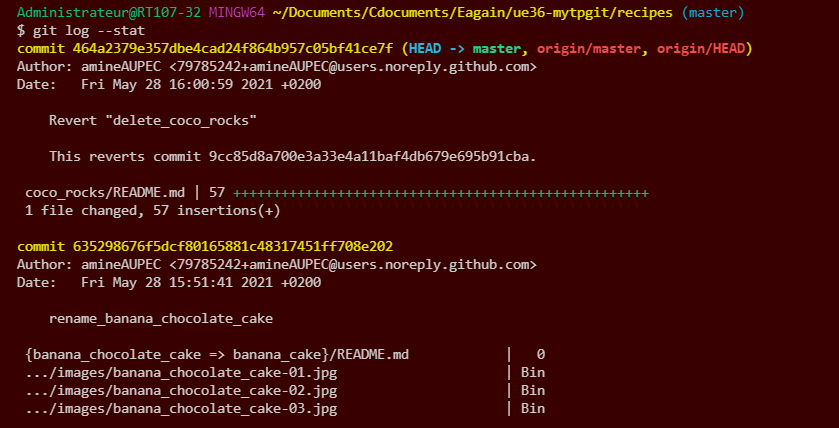 Administrateur@RT107-32 MINGW64 ~/Documents/Cdocuments/Eagain/ue36-mytpgit/recipes (master)
$ git log --stat
commit 464a2379e357dbe4cad24f864b957c05bf41ce7f (HEAD -> master, origin/master, origin/HEAD)
Author: amineAUPEC <79785242+amineAUPEC@users.noreply.github.com>
Date:   Fri May 28 16:00:59 2021 +0200
    Revert "delete_coco_rocks"
    This reverts commit 9cc85d8a700e3a33e4a11baf4db679e695b91cba.
 coco_rocks/README.md | 57 +++++++++++++++++++++++++++++++++++++++++++++++++++++
 1 file changed, 57 insertions(+)
commit 635298676f5dcf80165881c48317451ff708e202
Author: amineAUPEC <79785242+amineAUPEC@users.noreply.github.com>
Date:   Fri May 28 15:51:41 2021 +0200
    rename_banana_chocolate_cake
 {banana_chocolate_cake => banana_cake}/README.md            |   0
 .../images/banana_chocolate_cake-01.jpg                     | Bin
 .../images/banana_chocolate_cake-02.jpg                     | Bin
 .../images/banana_chocolate_cake-03.jpg                     | Bin